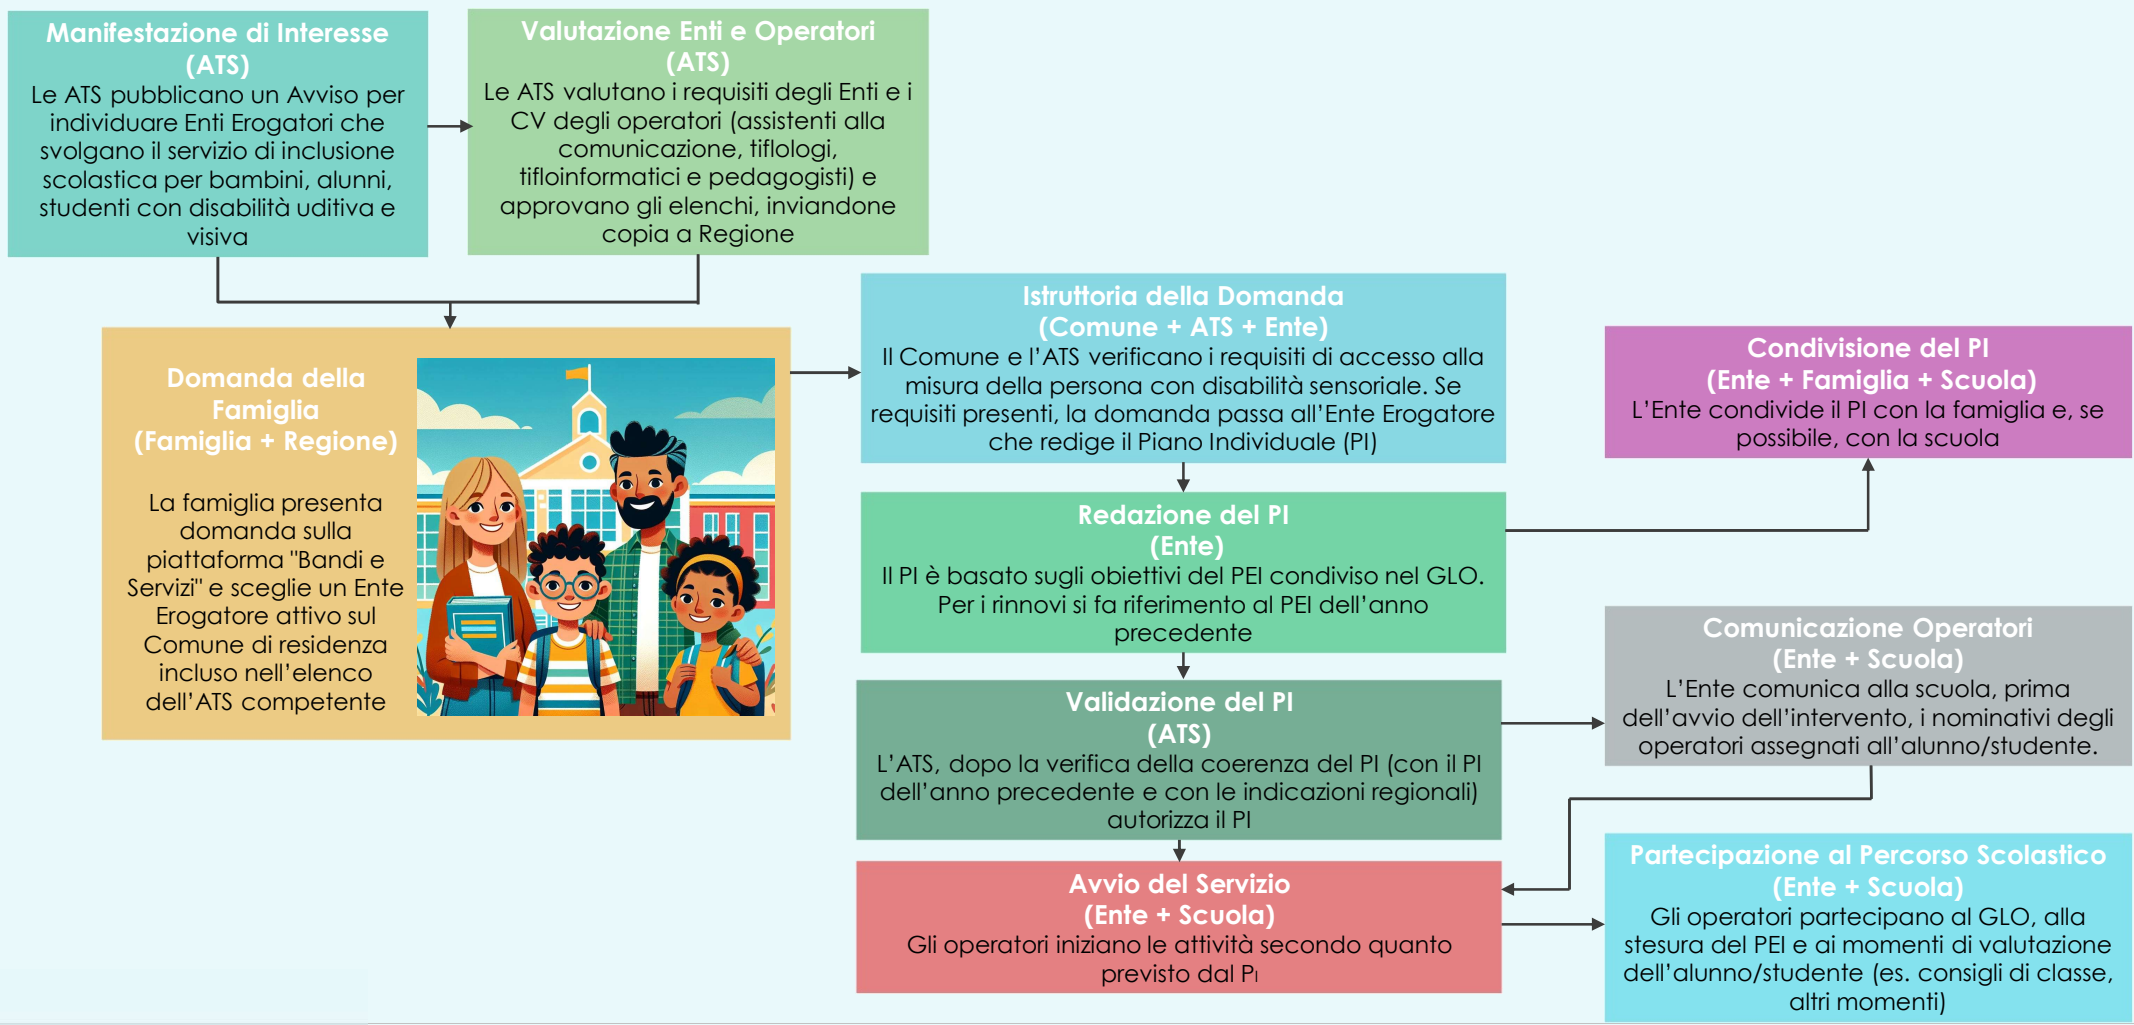 Manifestazione di Interesse
(ATS)
Le ATS pubblicano un Avviso per
individuare Enti Erogatori che
svolgano il servizio di inclusione
scolastica per bambini, alunni,
studenti con disabilità uditiva e
visiva
Valutazione Enti e Operatori
(ATS)
Le ATS valutano i requisiti degli Enti e i
CV degli operatori (assistenti alla
comunicazione, tiflologi,
tifloinformatici e pedagogisti) e
approvano gli elenchi, inviandone
copia a Regione
Domanda della
Famiglia
(Famiglia + Regione)
La famiglia presenta
domanda sulla
piattaforma "Bandi e
Servizi" e sceglie un Ente
Erogatore attivo sul
Comune di residenza
incluso nell’elenco
dell’ATS competente
Istruttoria della Domanda
(Comune + ATS + Ente)
Il Comune e l’ATS verificano i requisiti di accesso alla
misura della persona con disabilità sensoriale. Se
requisiti presenti, la domanda passa all’Ente Erogatore
che redige il Piano Individuale (PI)
Redazione del PI
(Ente)
Il PI è basato sugli obiettivi del PEI condiviso nel GLO.
Per i rinnovi si fa riferimento al PEI dell’anno
precedente
Condivisione del PI
(Ente + Famiglia + Scuola)
L’Ente condivide il PI con la famiglia e, se
possibile, con la scuola
Validazione del PI
(ATS)
L’ATS, dopo la verifica della coerenza del PI (con il PI
dell’anno precedente e con le indicazioni regionali)
autorizza il PI
Comunicazione Operatori
(Ente + Scuola)
L’Ente comunica alla scuola, prima
dell’avvio dell’intervento, i nominativi degli
operatori assegnati all’alunno/studente.
Avvio del Servizio
(Ente + Scuola)
Gli operatori iniziano le attività secondo quanto
previsto dal PI
Partecipazione al Percorso Scolastico
(Ente + Scuola)
Gli operatori partecipano al GLO, alla
stesura del PEI e ai momenti di valutazione
dell’alunno/studente (es. consigli di classe,
altri momenti)